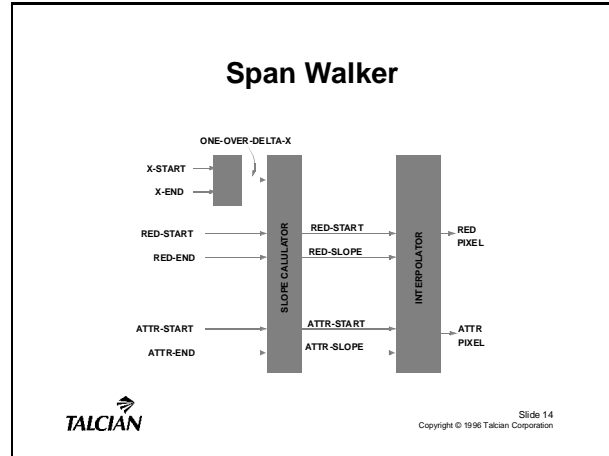 Span Walker
ONE-OVER-DELTA-X
X-START
X-END
RED-START
RED-END
ATTR-START
ATTR-END
SLOPE CALULATOR
RED-START
RED-SLOPE
ATTR-START
ATTR-SLOPE
INTERPOLATOR
RED
PIXEL
ATTR
PIXEL
TALCIAN
Slide 14
Copyright © 1996 Talcian Corporation